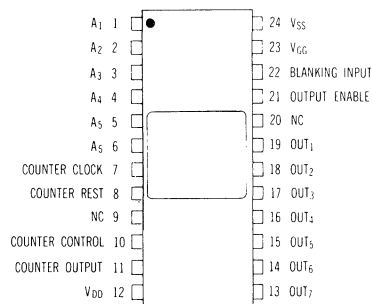 A1 1
A2 2
A3 3
A4 4
A5 5
A5 6
COUNTER CLOCK 7
COUNTER REST 8
NC 9
COUNTER CONTROL 10
COUNTER OUTPUT 11
VDD 12
24 VSS
23 VGG
22 BLANKING INPUT
21 OUTPUT ENABLE
20 NC
19 OUT1
18 OUT2
17 OUT3
16 OUT4
15 OUT5
14 OUT6
13 OUT7